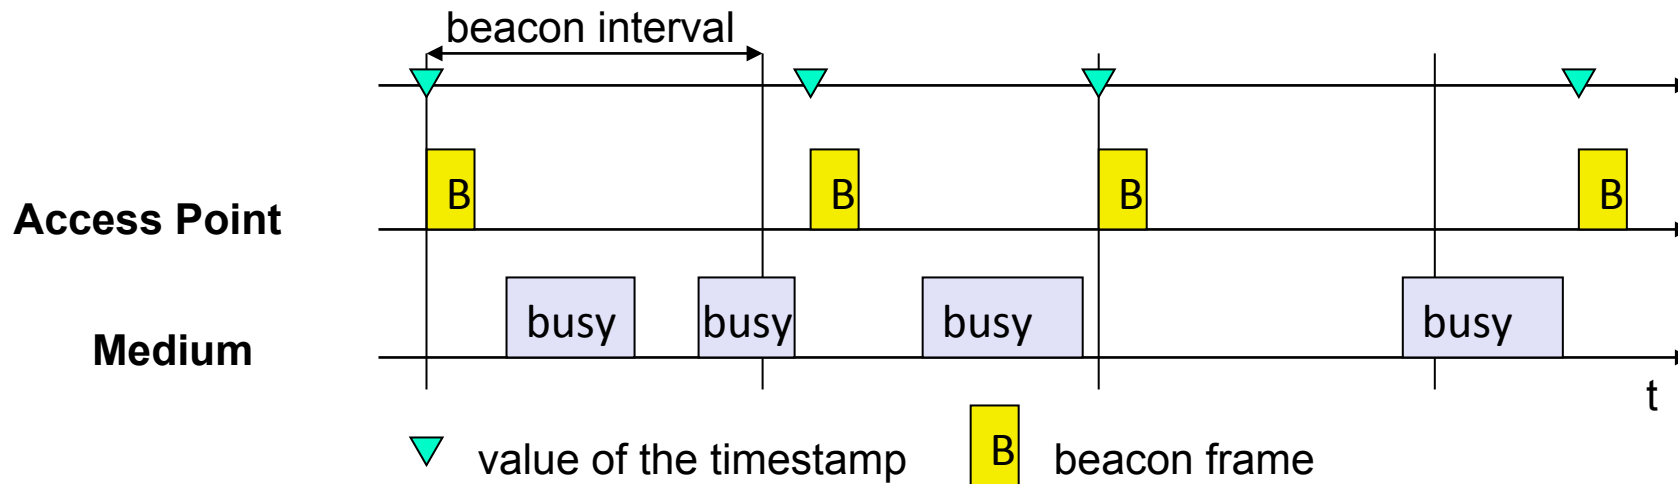 beacon interval
B B B B
Access Point
busy busy busy busy
Medium
t
value of the timestamp B beacon frame